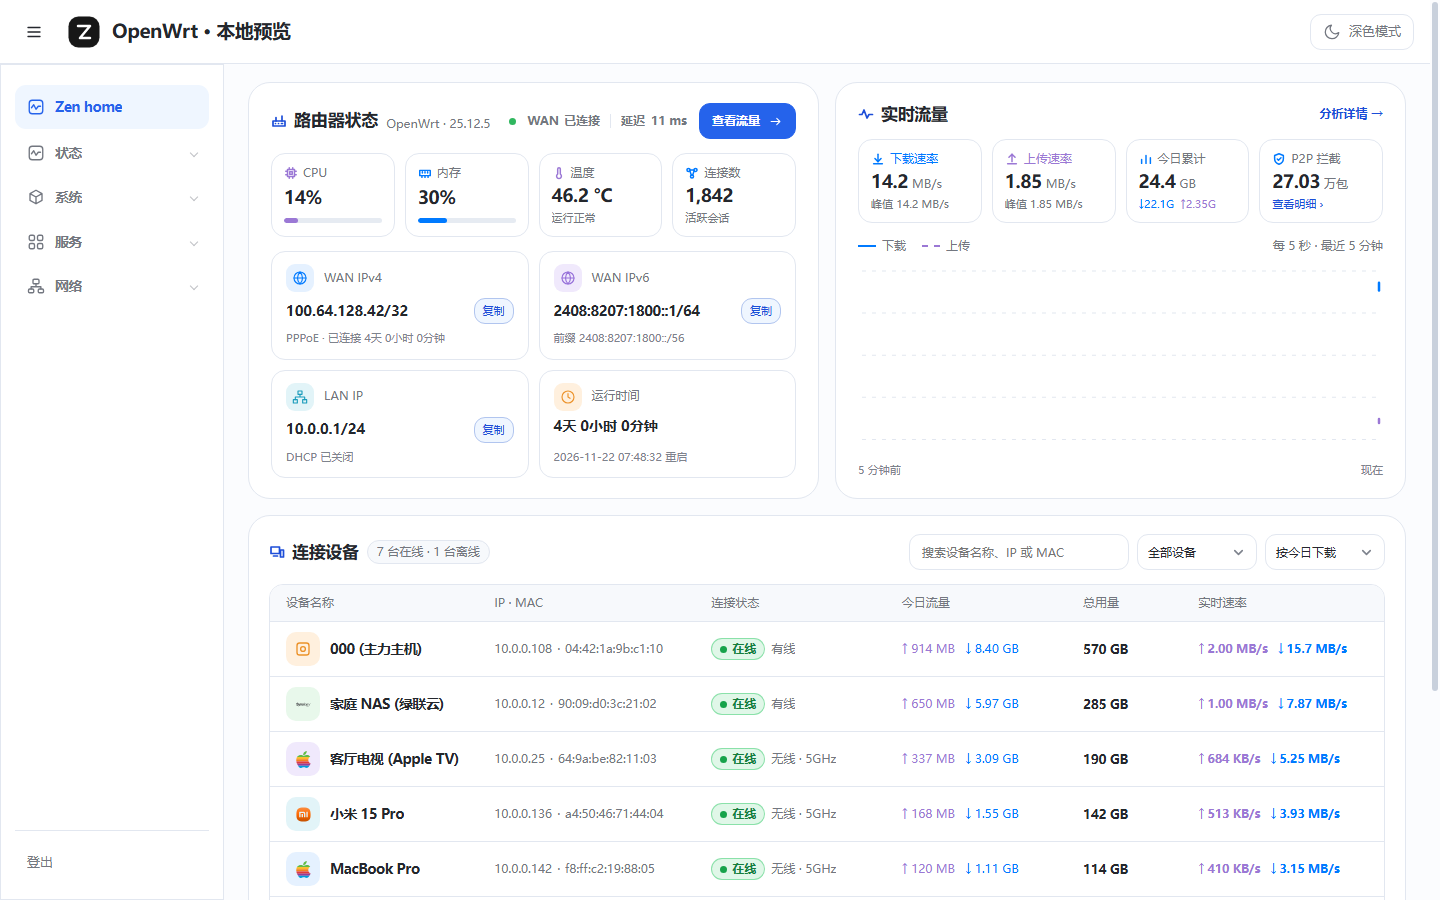 OpenWrt • 本地预览
深色模式
Zen home
状态
系统
服务
网络
登出
路由器状态 OpenWrt · 25.12.5 WAN 已连接 延迟 11 ms 查看流量 →
CPU
14%
内存
30%
温度
46.2 °C
运行正常
连接数
1,842
活跃会话
WAN IPv4
100.64.128.42/32 复制
PPPoE · 已连接 4天 0小时 0分钟
WAN IPv6
2408:8207:1800::1/64 复制
前缀 2408:8207:1800::/56
LAN IP
10.0.0.1/24 复制
DHCP 已关闭
运行时间
4天 0小时 0分钟
2026-11-22 07:48:32 重启
实时流量 分析详情 →
下载速率
14.2 MB/s
峰值 14.2 MB/s
上传速率
1.85 MB/s
峰值 1.85 MB/s
今日累计
24.4 GB
↓22.1G ↑2.35G
P2P 拦截
27.03 万包
查看明细 ›
下载 上传 每 5 秒 · 最近 5 分钟
5 分钟前 现在
连接设备 7 台在线 · 1 台离线 搜索设备名称、IP 或 MAC 全部设备 按今日下载
设备名称 IP · MAC 连接状态 今日流量 总用量 实时速率
000 (主力主机) 10.0.0.108 · 04:42:1a:9b:c1:10 在线 有线 ↑914 MB ↓8.40 GB 570 GB ↑2.00 MB/s ↓15.7 MB/s
家庭 NAS (绿联云) 10.0.0.12 · 90:09:d0:3c:21:02 在线 有线 ↑650 MB ↓5.97 GB 285 GB ↑1.00 MB/s ↓7.87 MB/s
客厅电视 (Apple TV) 10.0.0.25 · 64:9a:be:82:11:03 在线 无线 · 5GHz ↑337 MB ↓3.09 GB 190 GB ↑684 KB/s ↓5.25 MB/s
小米 15 Pro 10.0.0.136 · a4:50:46:71:44:04 在线 无线 · 5GHz ↑168 MB ↓1.55 GB 142 GB ↑513 KB/s ↓3.93 MB/s
MacBook Pro 10.0.0.142 · f8:ff:c2:19:88:05 在线 无线 · 5GHz ↑120 MB ↓1.11 GB 114 GB ↑410 KB/s ↓3.15 MB/s